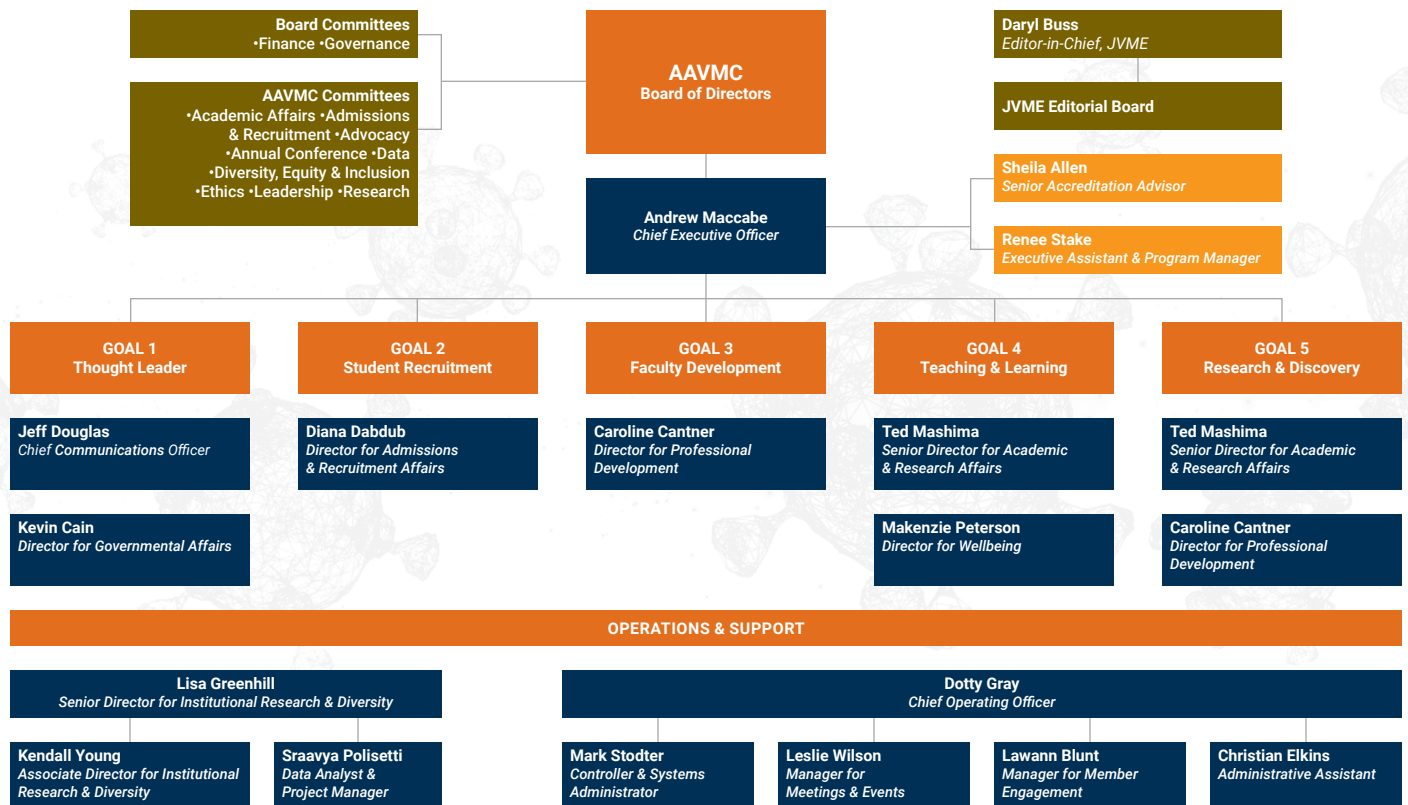 Board Committees
•Finance •Governance
AAVMC Committees
•Academic Affairs •Admissions
& Recruitment •Advocacy
•Annual Conference •Data
•Diversity, Equity & Inclusion
•Ethics •Leadership •Research
AAVMC
Board of Directors
Daryl Buss
Editor-in-Chief, JVME
JVME Editorial Board
Sheila Allen
Senior Accreditation Advisor
Andrew Maccabe
Chief Executive Officer
Renee Stake
Executive Assistant & Program Manager
GOAL 1
Thought Leader
GOAL 2
Student Recruitment
GOAL 3
Faculty Development
GOAL 4
Teaching & Learning
GOAL 5
Research & Discovery
Jeff Douglas
Chief Communications Officer
Diana Dabdub
Director for Admissions
& Recruitment Affairs
Caroline Cantner
Director for Professional
Development
Ted Mashima
Senior Director for Academic
& Research Affairs
Ted Mashima
Senior Director for Academic
& Research Affairs
Kevin Cain
Director for Governmental Affairs
Makenzie Peterson
Director for Wellbeing
Caroline Cantner
Director for Professional
Development
OPERATIONS & SUPPORT
Lisa Greenhill
Senior Director for Institutional Research & Diversity
Dotty Gray
Chief Operating Officer
Kendall Young
Associate Director for Institutional
Research & Diversity
Sraavya Polisetti
Data Analyst &
Project Manager
Mark Stodter
Controller & Systems
Administrator
Leslie Wilson
Manager for
Meetings & Events
Lawann Blunt
Manager for Member
Engagement
Christian Elkins
Administrative Assistant